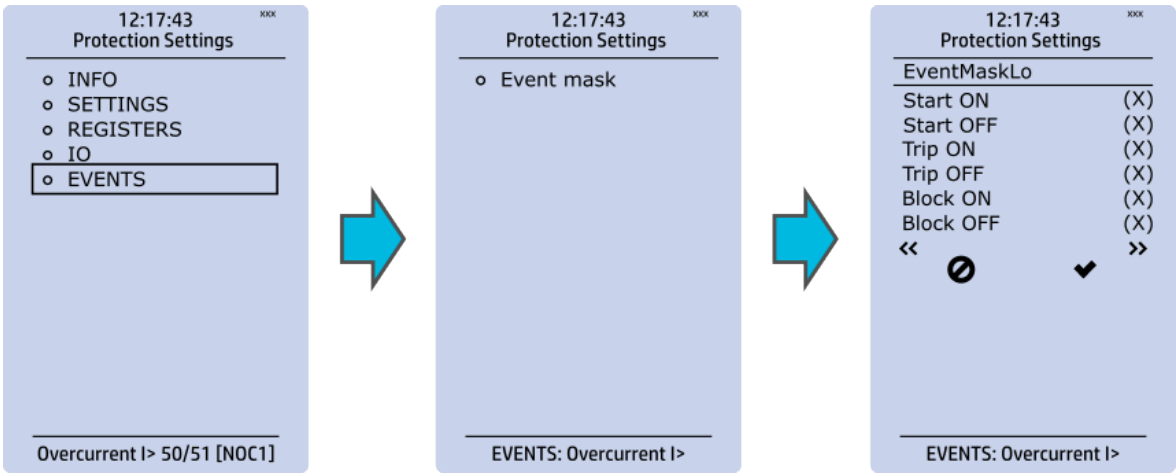 12:17:43 xxx
Protection Settings
INFO
SETTINGS
REGISTERS
IO
EVENTS
Overcurrent I> 50/51 [NOC1]
12:17:43 xxx
Protection Settings
Event mask
EVENTS: Overcurrent I>
12:17:43 xxx
Protection Settings
EventMaskLo
Start ON (X)
Start OFF (X)
Trip ON (X)
Trip OFF (X)
Block ON (X)
Block OFF (X)
<< >>
EVENTS: Overcurrent I>